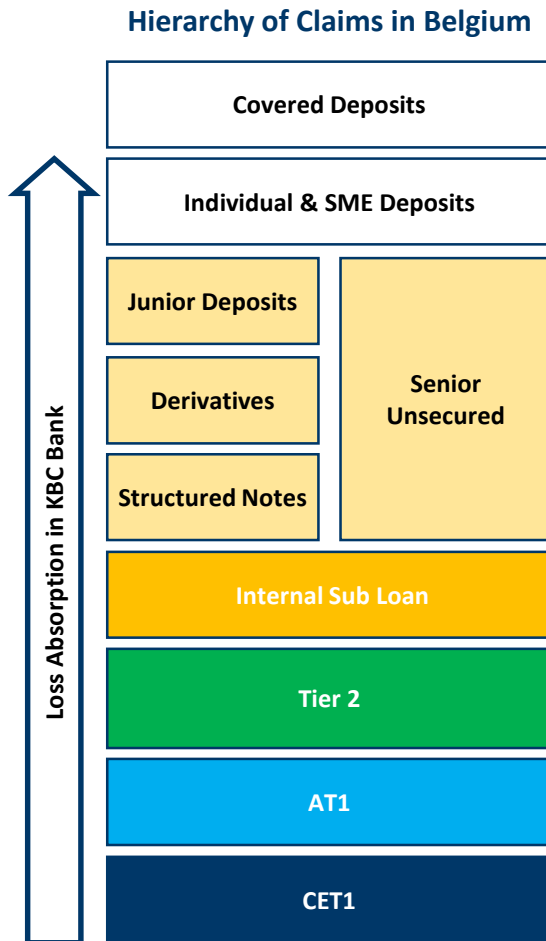 Hierarchy of Claims in Belgium
Covered Deposits
Individual & SME Deposits
Junior Deposits
Derivatives
Structured Notes
Senior
Unsecured
Internal Sub Loan
Tier 2
AT1
CET1
Loss Absorption in KBC Bank